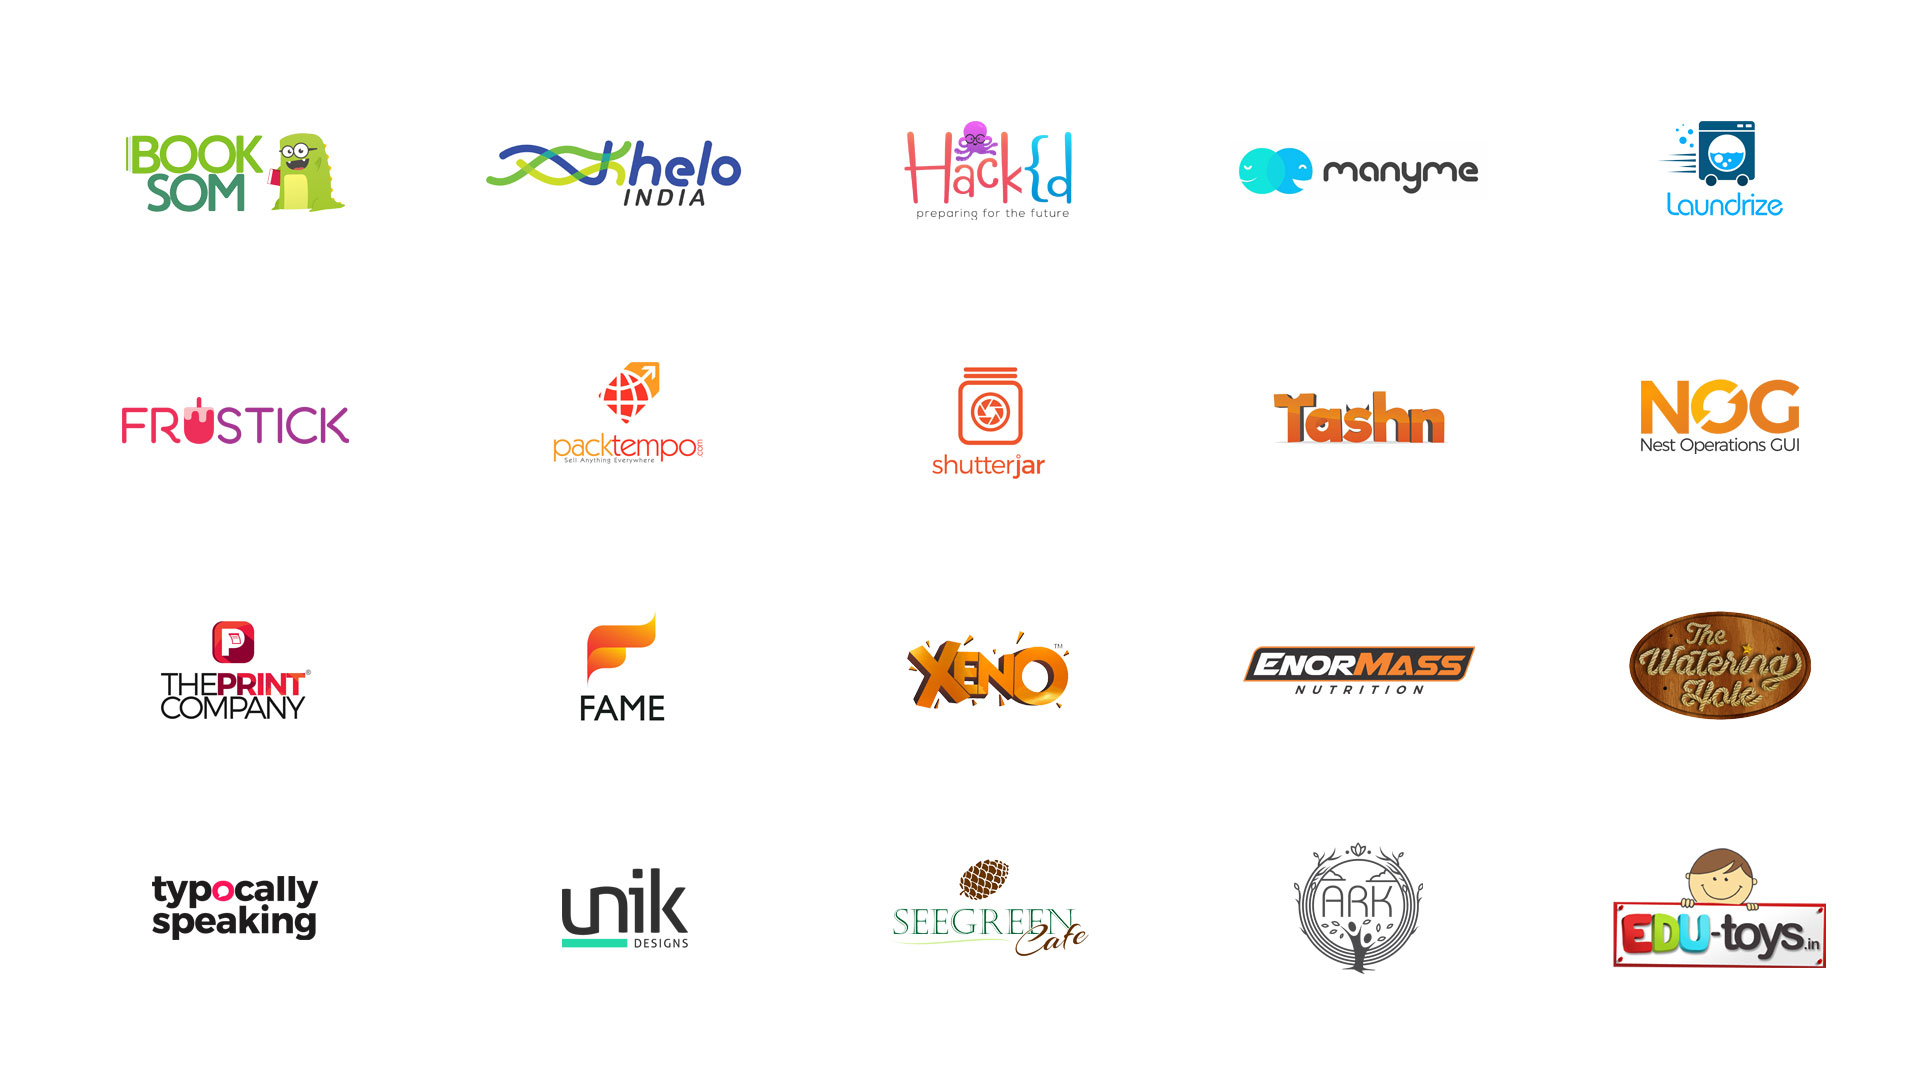 BOOK
SOM
Khelo
INDIA
Hack{d
preparing for the future
manyme
Laundrize
FRUSTICK
packtempo.com
Sell Anything Everywhere
shutterjar
Tashn
NOG
Nest Operations GUI
P
THEPRINT®
COMPANY
FAME
XENO™
ENORMASS
NUTRITION
The
Watering
Hole
typocally
speaking
unik
DESIGNS
SEEGREEN
Cafe
ARK
EDU-toys.in